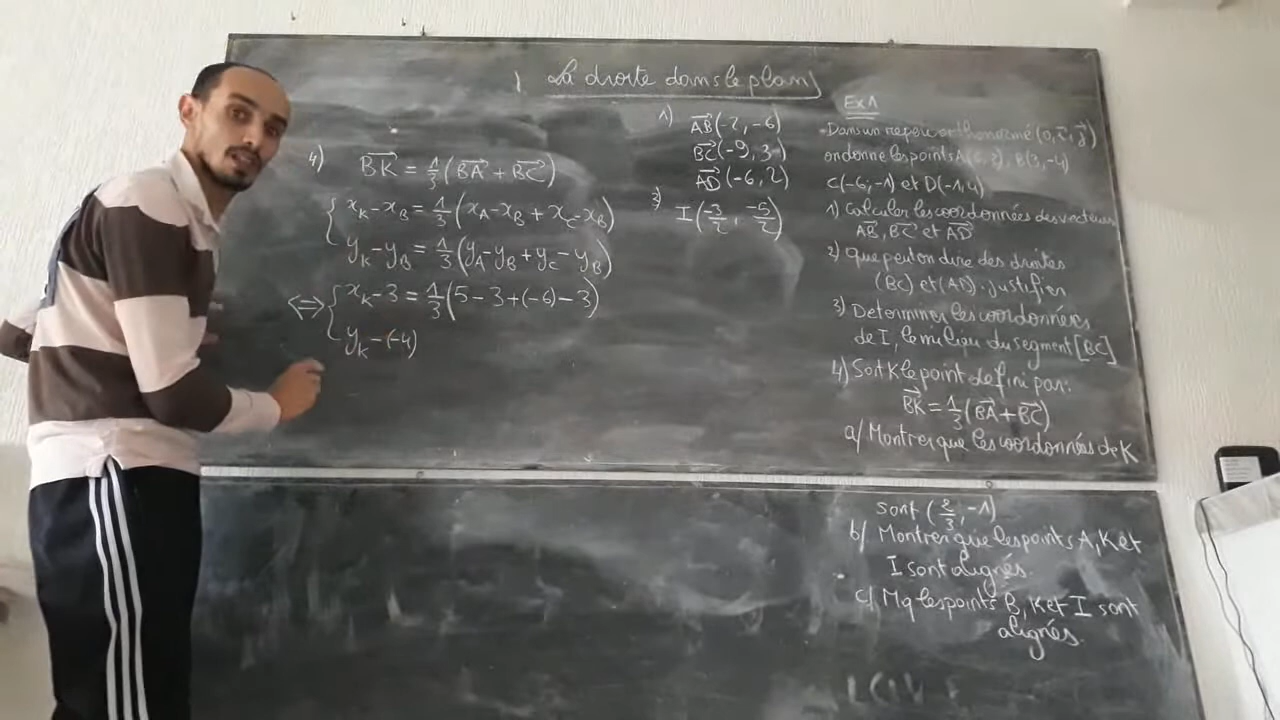 La droite dans le plan
4) BK = 1/3 (BA + BC)
{ x_K - x_B = 1/3 (x_A - x_B + x_C - x_B)
y_K - y_B = 1/3 (y_A - y_B + y_C - y_B)
⇔ { x_K - 3 = 1/3 (5 - 3 + (-6) - 3)
y_K - (-4)
1) AB (-2, -6)
BC (-9, 3)
AD (-6, 2)
3) I (-3/2, -5/2)
Ex 1
Dans un repère orthonormé (O, i, j)
on donne les points A(5, 2), B(3, -4)
C(-6, -1) et D(-1, 4)
1) Calculer les coordonnées des vecteurs
AB, BC et AD
2) Que peut on dire des droites
(BC) et (AD). justifier
3) Determiner les coordonnées
de I, le milieu du segment [BC]
4) Soit K le point defini par:
BK = 1/3 (BA + BC)
a/ Montrer que les coordonnées de K
sont (2/3, -1)
b/ Montrer que les points A, K et
I sont alignés.
c/ Mq les points B, K et I sont
alignés.